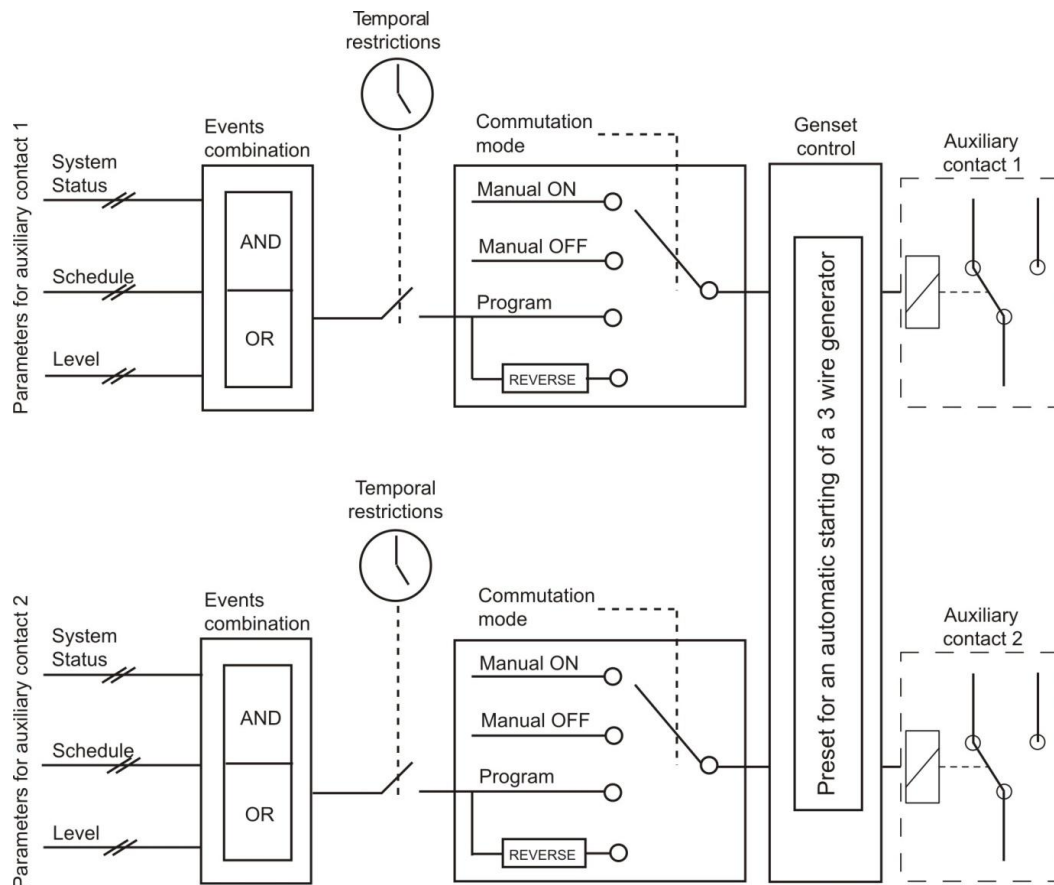 Parameters for auxiliary contact 1
System
Status
Schedule
Level
Events
combination
AND
OR
Temporal
restrictions
Commutation
mode
Manual ON
Manual OFF
Program
REVERSE
Genset
control
Preset for an automatic starting of a 3 wire generator
Auxiliary
contact 1
Parameters for auxiliary contact 2
System
Status
Schedule
Level
Events
combination
AND
OR
Temporal
restrictions
Commutation
mode
Manual ON
Manual OFF
Program
REVERSE
Auxiliary
contact 2